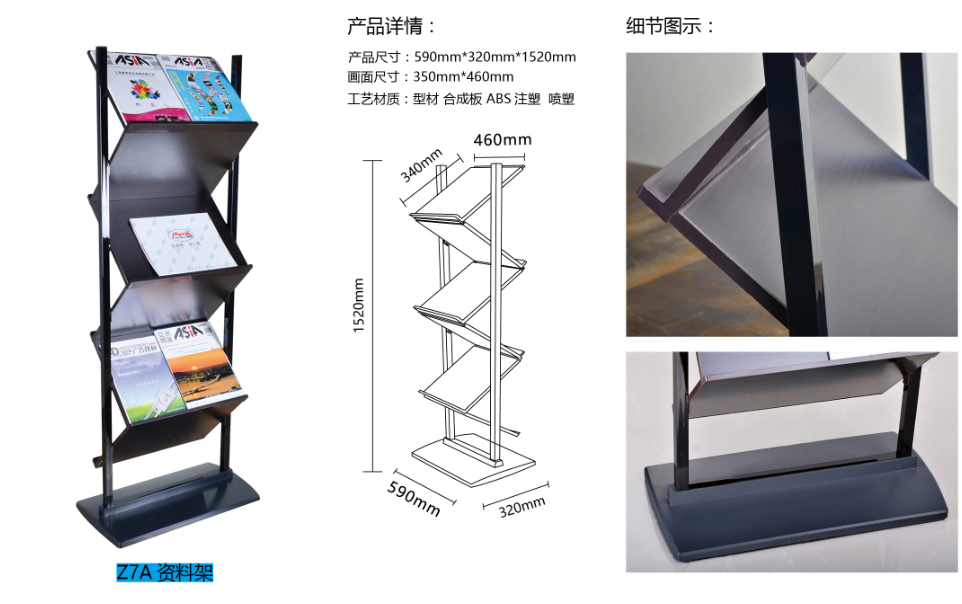 产品详情：
产品尺寸：590mm*320mm*1520mm
画面尺寸：350mm*460mm
工艺材质：型材 合成板 ABS 注塑 喷塑
细节图示：
460mm
340mm
1520mm
590mm
320mm
ASiA
ASiA
ASiA
Z7A 资料架